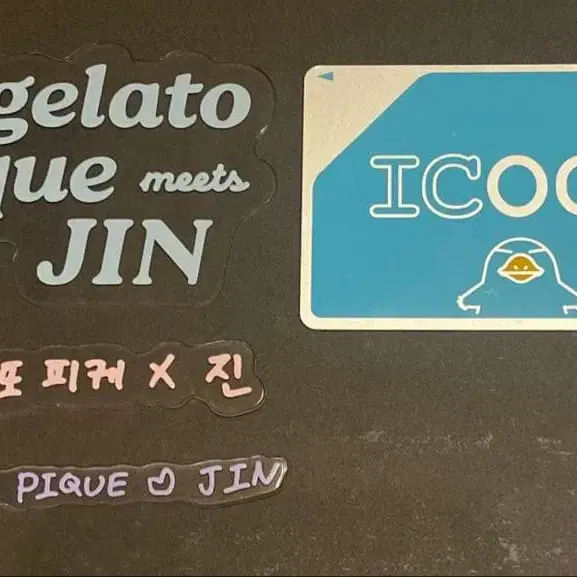 gelato
que meets
JIN
또 피케 X 진
PIQUE ♡ JIN
ICOC